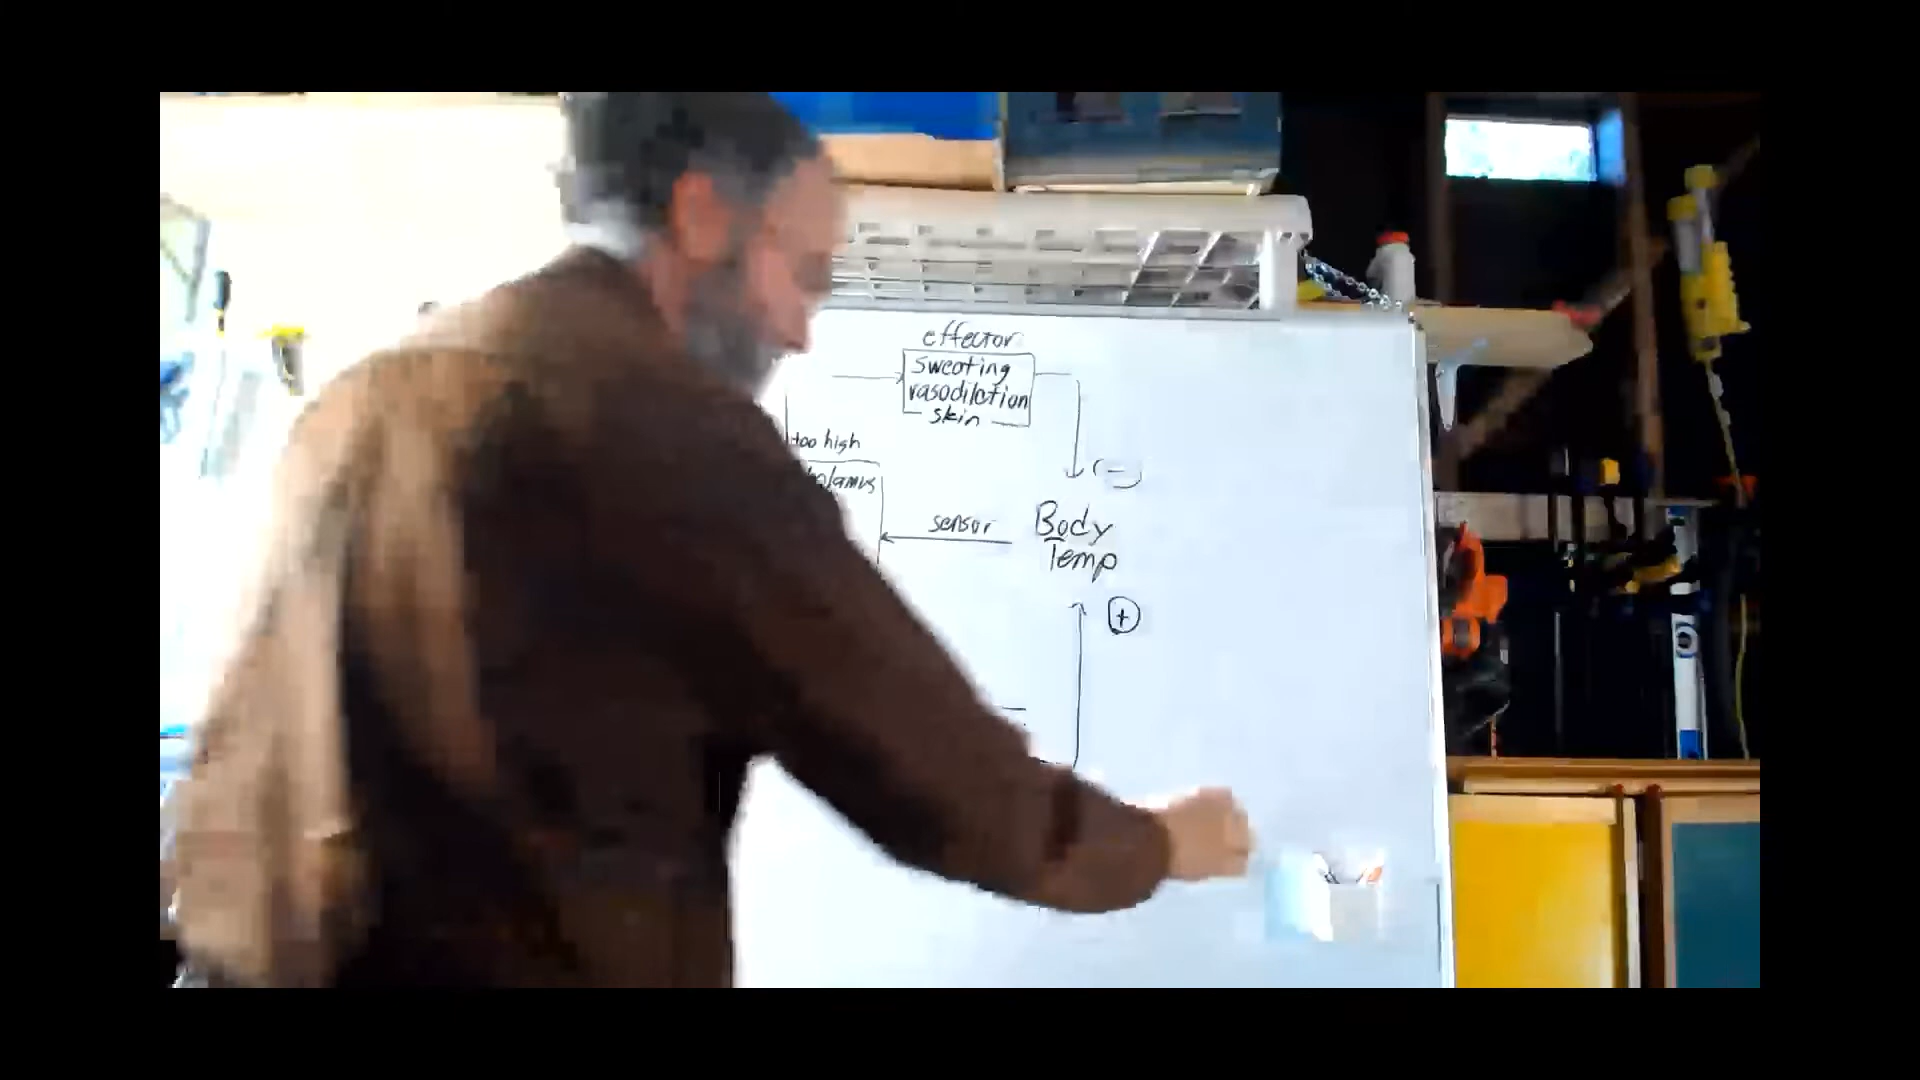 effector
sweating
vasodilation
skin
too high
sensor
Body
Temp
+